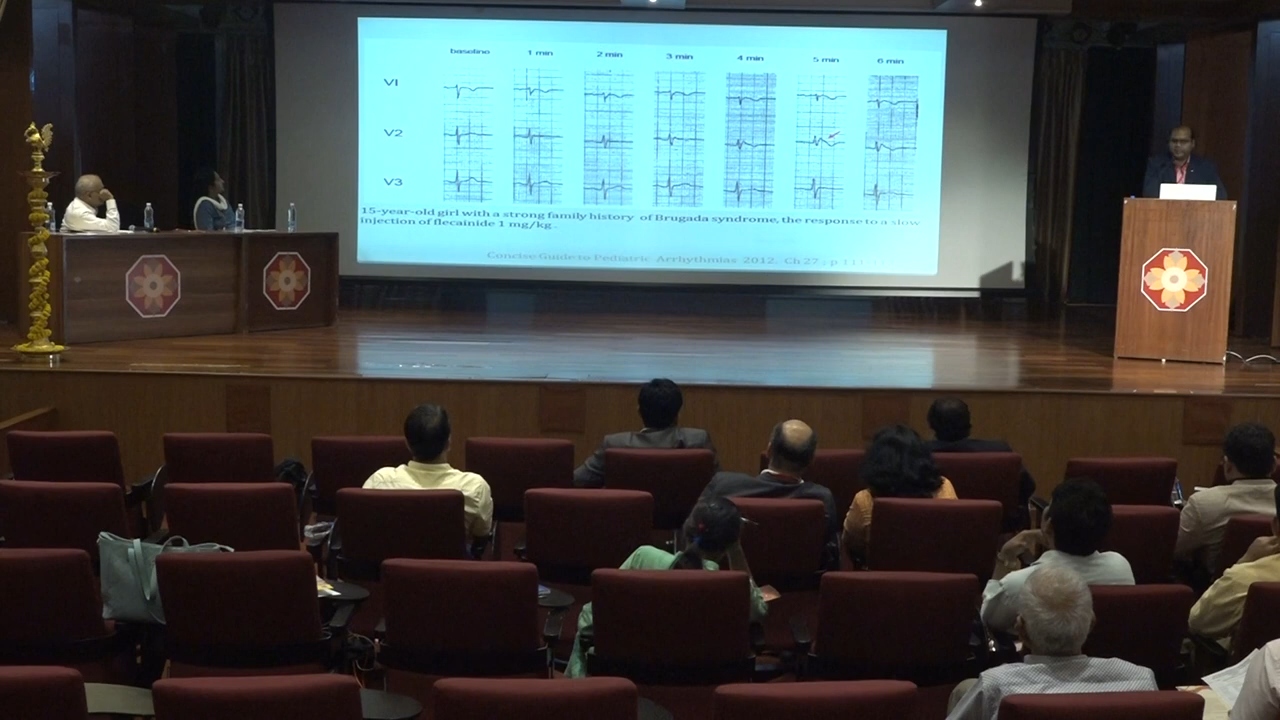 baseline 1 min 2 min 3 min 4 min 5 min 6 min
V1
V2
V3
15-year-old girl with a strong family history of Brugada syndrome, the response to a slow
injection of flecainide 1 mg/kg.
Concise Guide to Pediatric Arrhythmias 2012. Ch 27 : p